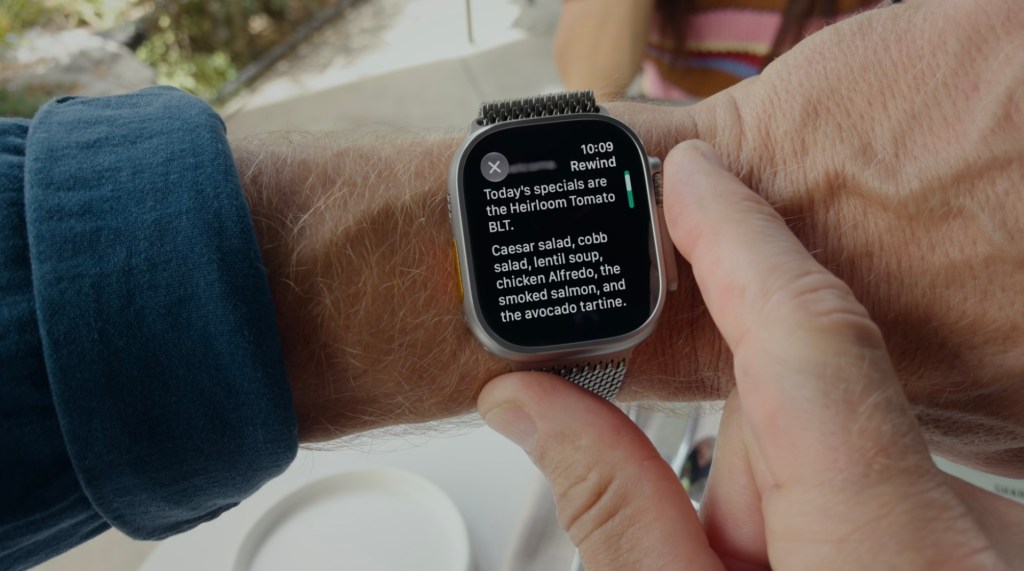 10:09
Rewind
Today's specials are
the Heirloom Tomato
BLT.
Caesar salad, cobb
salad, lentil soup,
chicken Alfredo, the
smoked salmon, and
the avocado tartine.